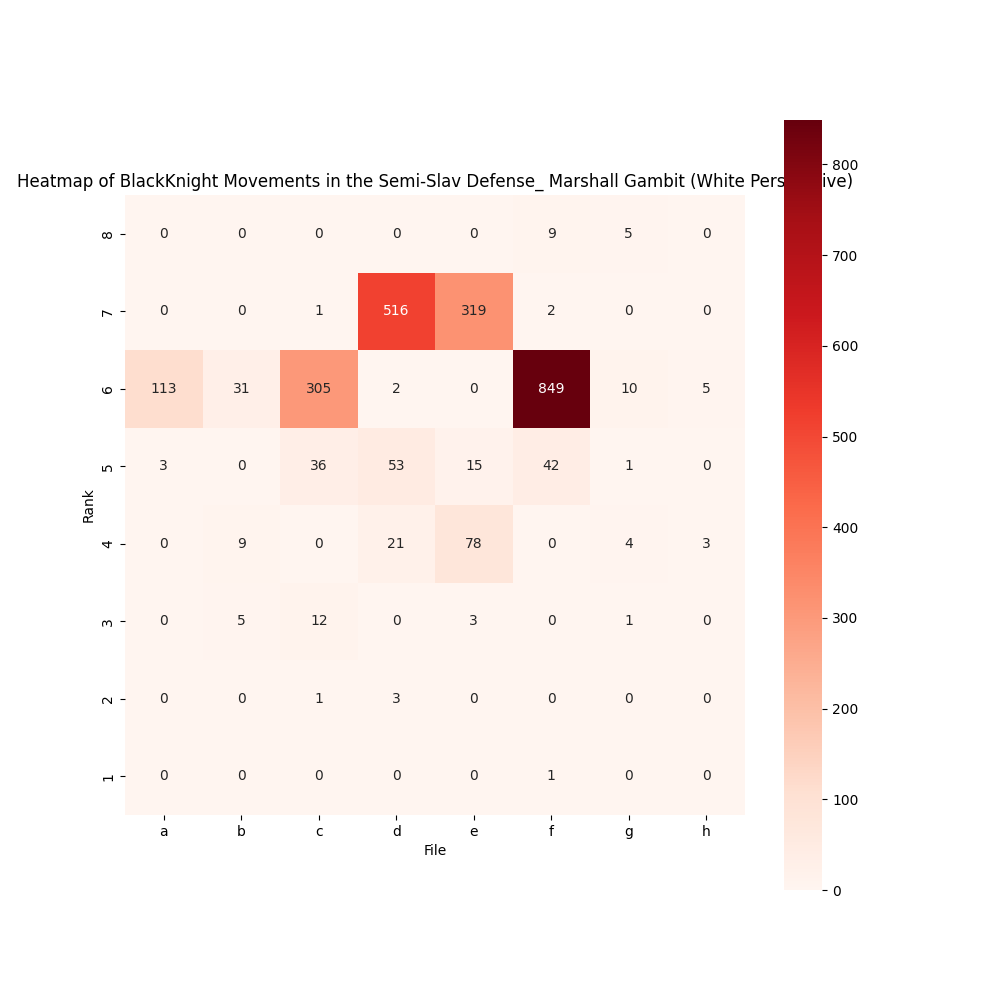 Heatmap of BlackKnight Movements in the Semi-Slav Defense_ Marshall Gambit (White Pers    ive)
8 0 0 0 0 0 9 5 0
7 0 0 1 516 319 2 0 0
6 113 31 305 2 0 849 10 5
5 3 0 36 53 15 42 1 0
4 0 9 0 21 78 0 4 3
3 0 5 12 0 3 0 1 0
2 0 0 1 3 0 0 0 0
1 0 0 0 0 0 1 0 0
a b c d e f g h
File
Rank
800
700
600
500
400
300
200
100
0